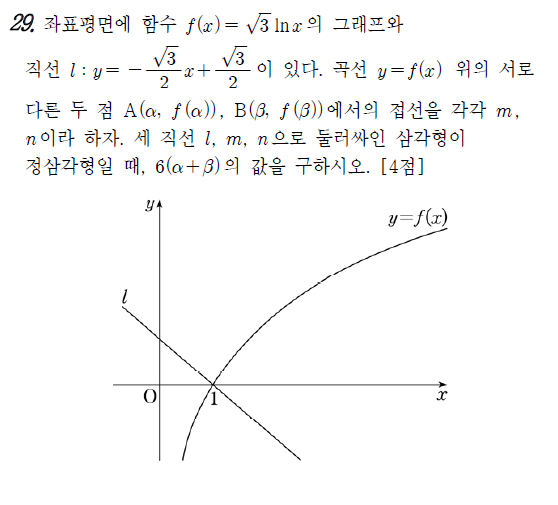 29. 좌표평면에 함수 f(x)=√3 ln x의 그래프와
직선 l : y = -√3/2 x + √3/2 이 있다. 곡선 y=f(x) 위의 서로
다른 두 점 A(α, f(α)), B(β, f(β))에서의 접선을 각각 m,
n이라 하자. 세 직선 l, m, n으로 둘러싸인 삼각형이
정삼각형일 때, 6(α+β)의 값을 구하시오. [4점]
y
y=f(x)
l
O
1
x